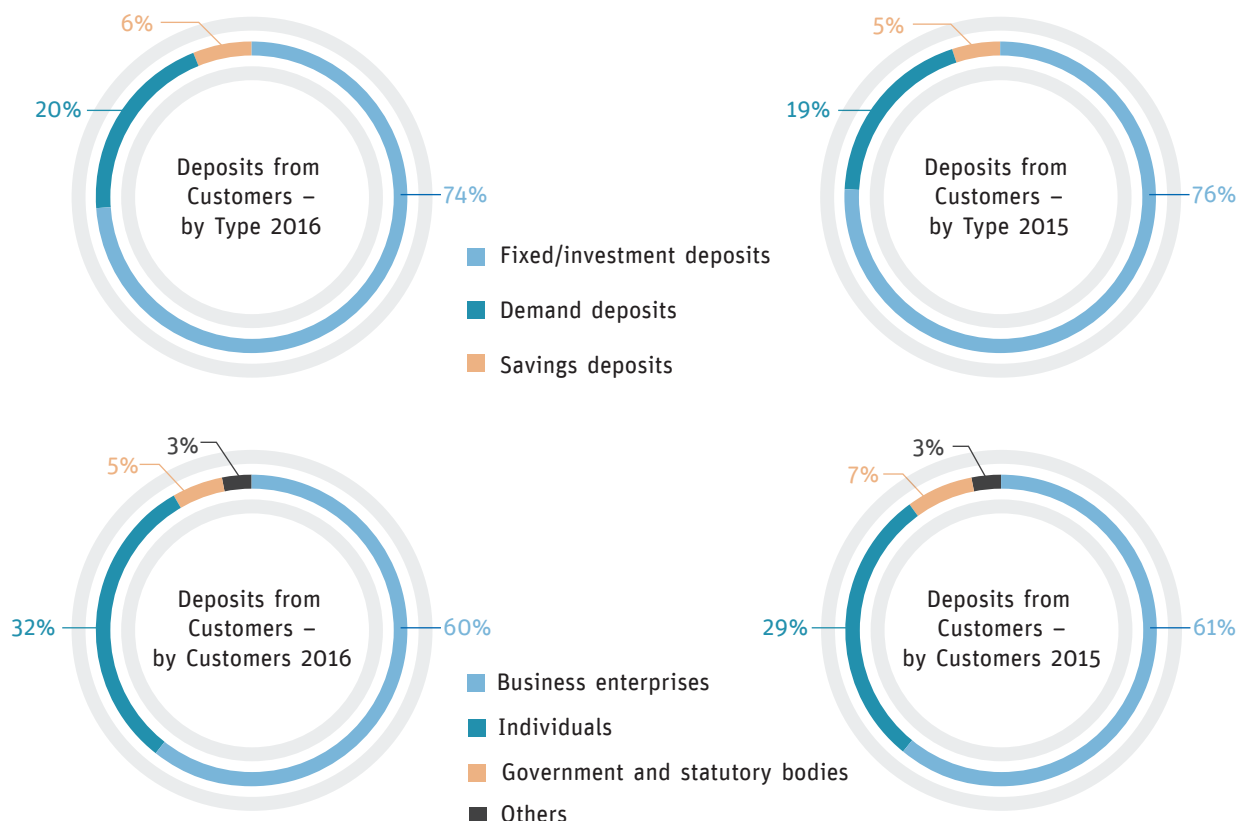 6%
20%
Deposits from
Customers –
by Type 2016
74%
5%
19%
Deposits from
Customers –
by Type 2015
76%
Fixed/investment deposits
Demand deposits
Savings deposits
3%
5%
32%
Deposits from
Customers –
by Customers 2016
60%
3%
7%
29%
Deposits from
Customers –
by Customers 2015
61%
Business enterprises
Individuals
Government and statutory bodies
Others